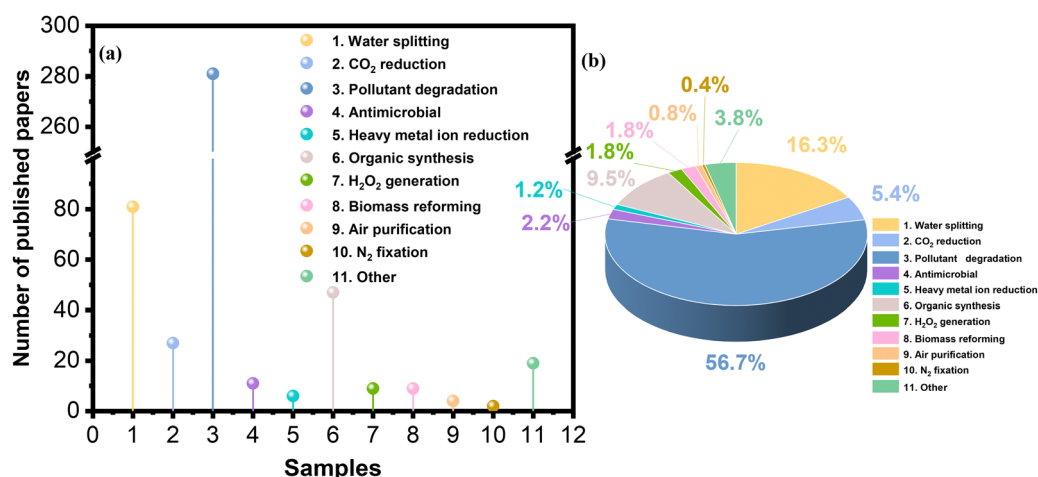 (a)
Number of published papers
300
280
260
80
60
40
20
0
0 1 2 3 4 5 6 7 8 9 10 11 12
Samples
1. Water splitting
2. CO₂ reduction
3. Pollutant degradation
4. Antimicrobial
5. Heavy metal ion reduction
6. Organic synthesis
7. H₂O₂ generation
8. Biomass reforming
9. Air purification
10. N₂ fixation
11. Other
(b)
0.4%
0.8%
3.8%
1.8%
16.3%
1.8%
9.5%
5.4%
1.2%
2.2%
56.7%
1. Water splitting
2. CO₂ reduction
3. Pollutant degradation
4. Antimicrobial
5. Heavy metal ion reduction
6. Organic synthesis
7. H₂O₂ generation
8. Biomass reforming
9. Air purification
10. N₂ fixation
11. Other